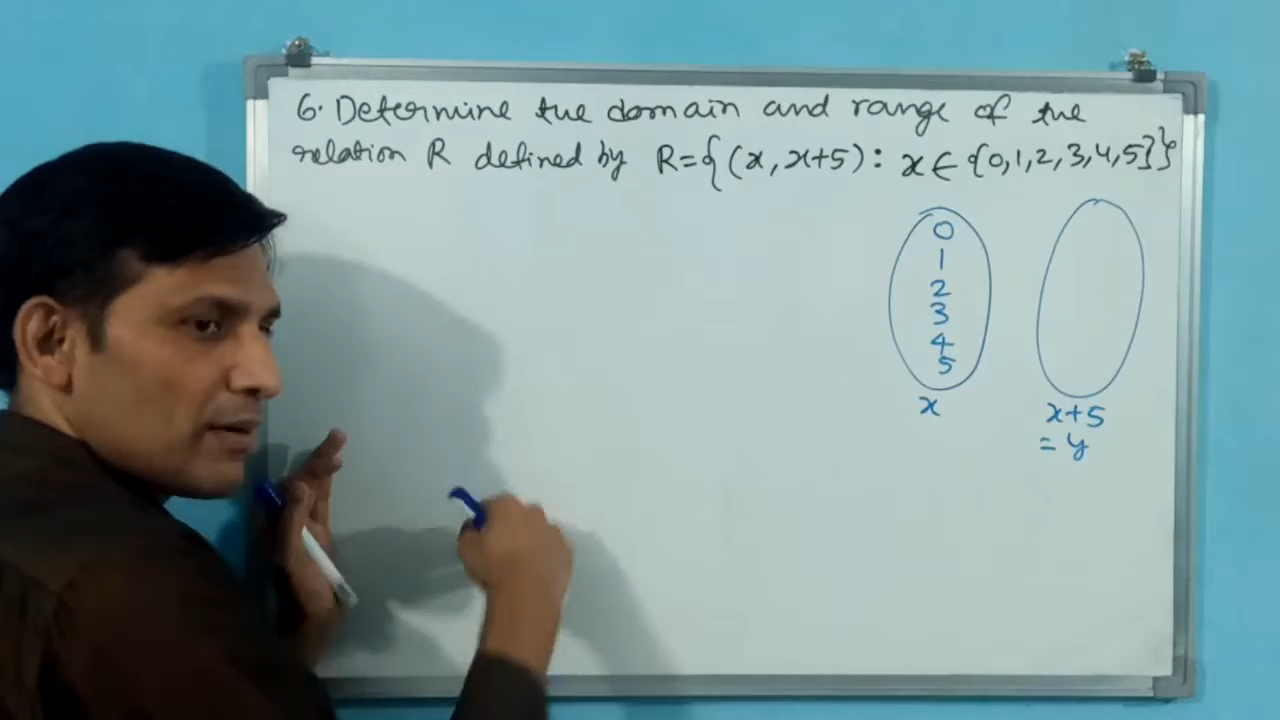 6. Determine the domain and range of the
relation R defined by R={(x, x+5): x ∈ {0,1,2,3,4,5}}
0
1
2
3
4
5
x
x+5
= y